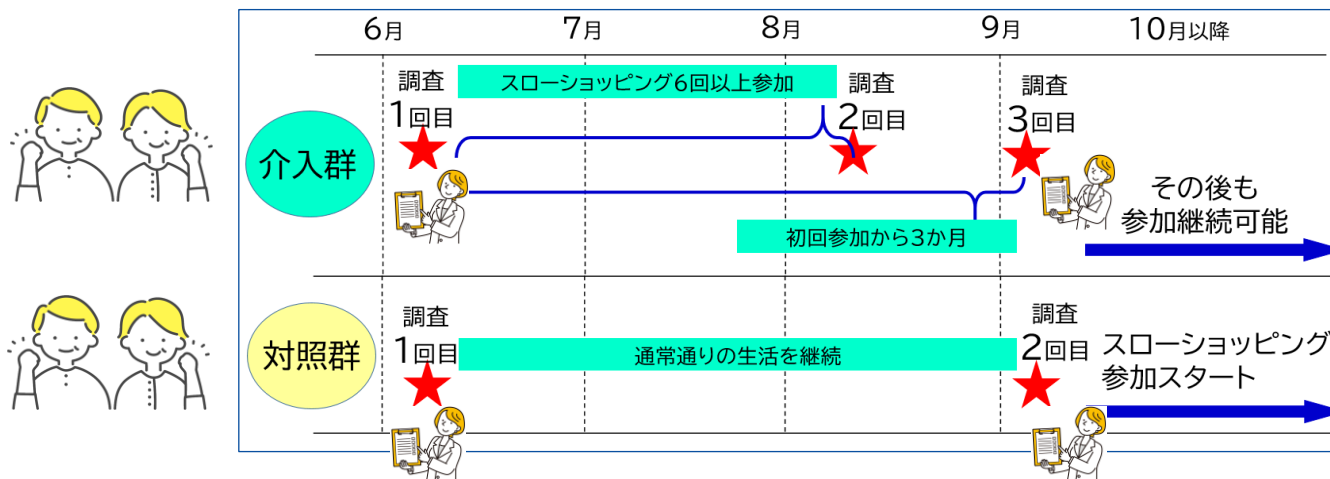 6月
7月
8月
9月
10月以降
介入群
調査
1回目
スローショッピング6回以上参加
調査
2回目
調査
3回目
初回参加から3か月
その後も
参加継続可能
対照群
調査
1回目
通常通りの生活を継続
調査
2回目
スローショッピング
参加スタート